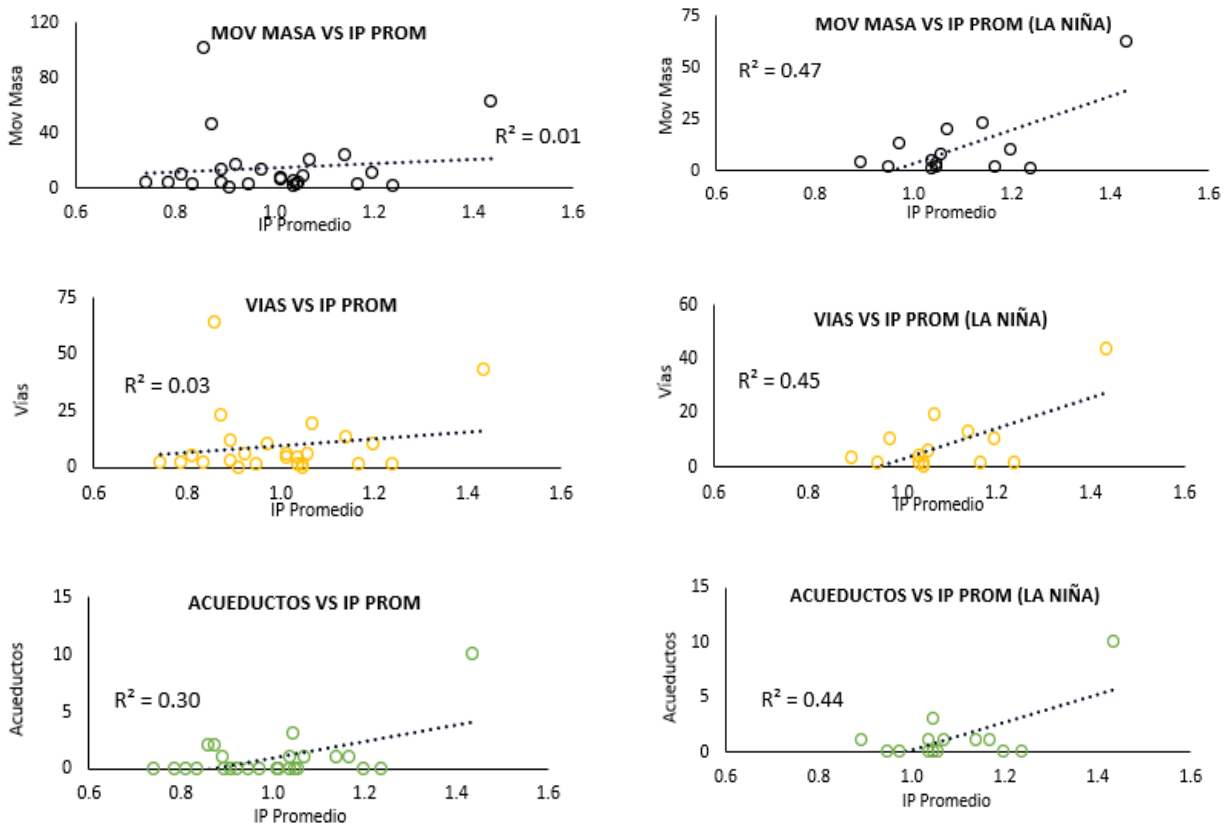 MOV MASA VS IP PROM
Mov Masa
120
80
40
0
R² = 0.01
0.6 0.8 1.0 1.2 1.4 1.6
IP Promedio
MOV MASA VS IP PROM (LA NIÑA)
Mov Masa
75
50
25
0
R² = 0.47
0.6 0.8 1.0 1.2 1.4 1.6
IP Promedio
VIAS VS IP PROM
Vías
75
50
25
0
R² = 0.03
0.6 0.8 1.0 1.2 1.4 1.6
IP Promedio
VIAS VS IP PROM (LA NIÑA)
Vías
60
40
20
0
R² = 0.45
0.6 0.8 1.0 1.2 1.4 1.6
IP Promedio
ACUEDUCTOS VS IP PROM
Acueductos
15
10
5
0
R² = 0.30
0.6 0.8 1.0 1.2 1.4 1.6
IP Promedio
ACUEDUCTOS VS IP PROM (LA NIÑA)
Acueductos
15
10
5
0
R² = 0.44
0.6 0.8 1.0 1.2 1.4 1.6
IP Promedio